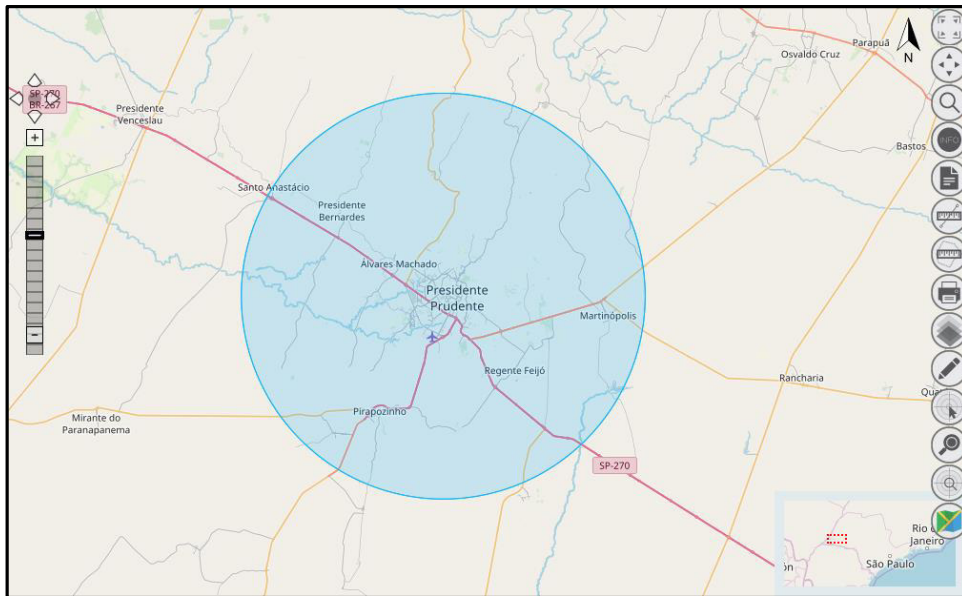 Osvaldo Cruz
Parapuã
N
SP-270
BR-267
Presidente
Venceslau
+
INFO
Bastos
Santo Anastácio
Presidente
Bernardes
Álvares Machado
Presidente
Prudente
Martinópolis
Regente Feijó
Rancharia
Pirapozinho
Mirante do
Paranapanema
SP-270
Rio d
Janeiro
São Paulo